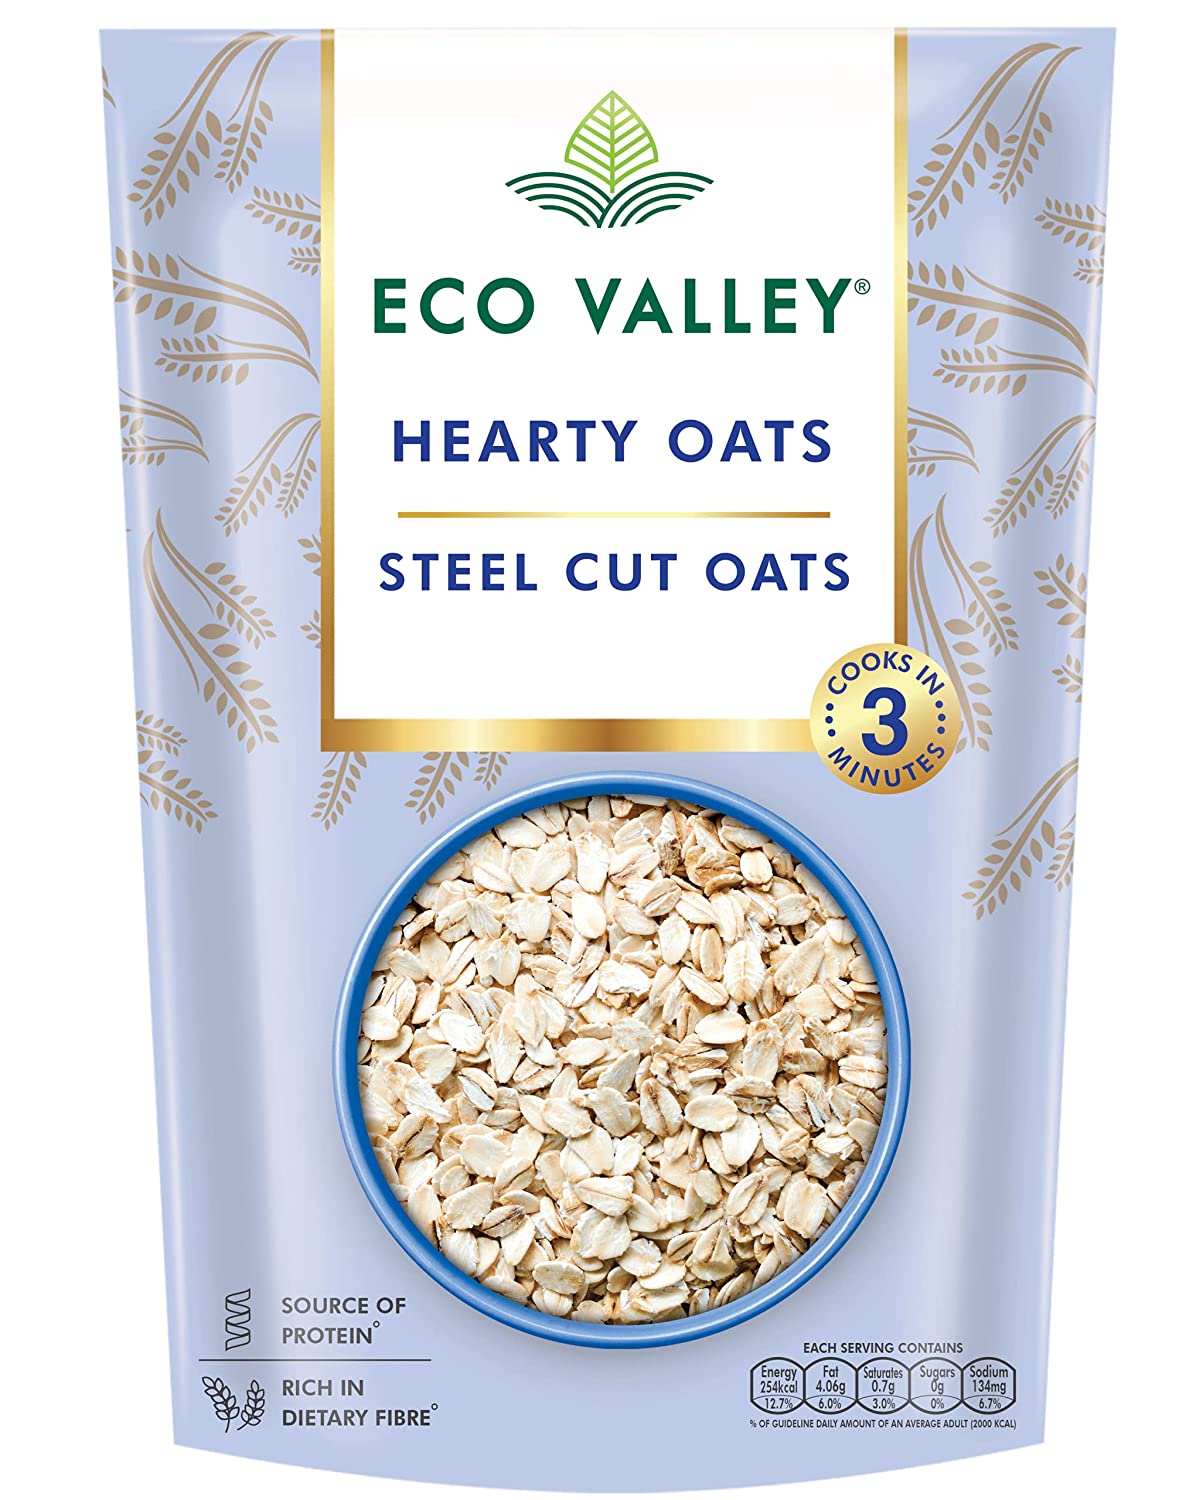 ECO VALLEY®
HEARTY OATS
STEEL CUT OATS
COOKS IN
3
MINUTES
SOURCE OF
PROTEIN°
RICH IN
DIETARY FIBRE°
EACH SERVING CONTAINS
Energy Fat Saturates Sugars Sodium
254kcal 4.06g 0.7g 0g 134mg
12.7% 6.0% 3.0% 0% 6.7%
% OF GUIDELINE DAILY AMOUNT OF AN AVERAGE ADULT (2000 KCAL)